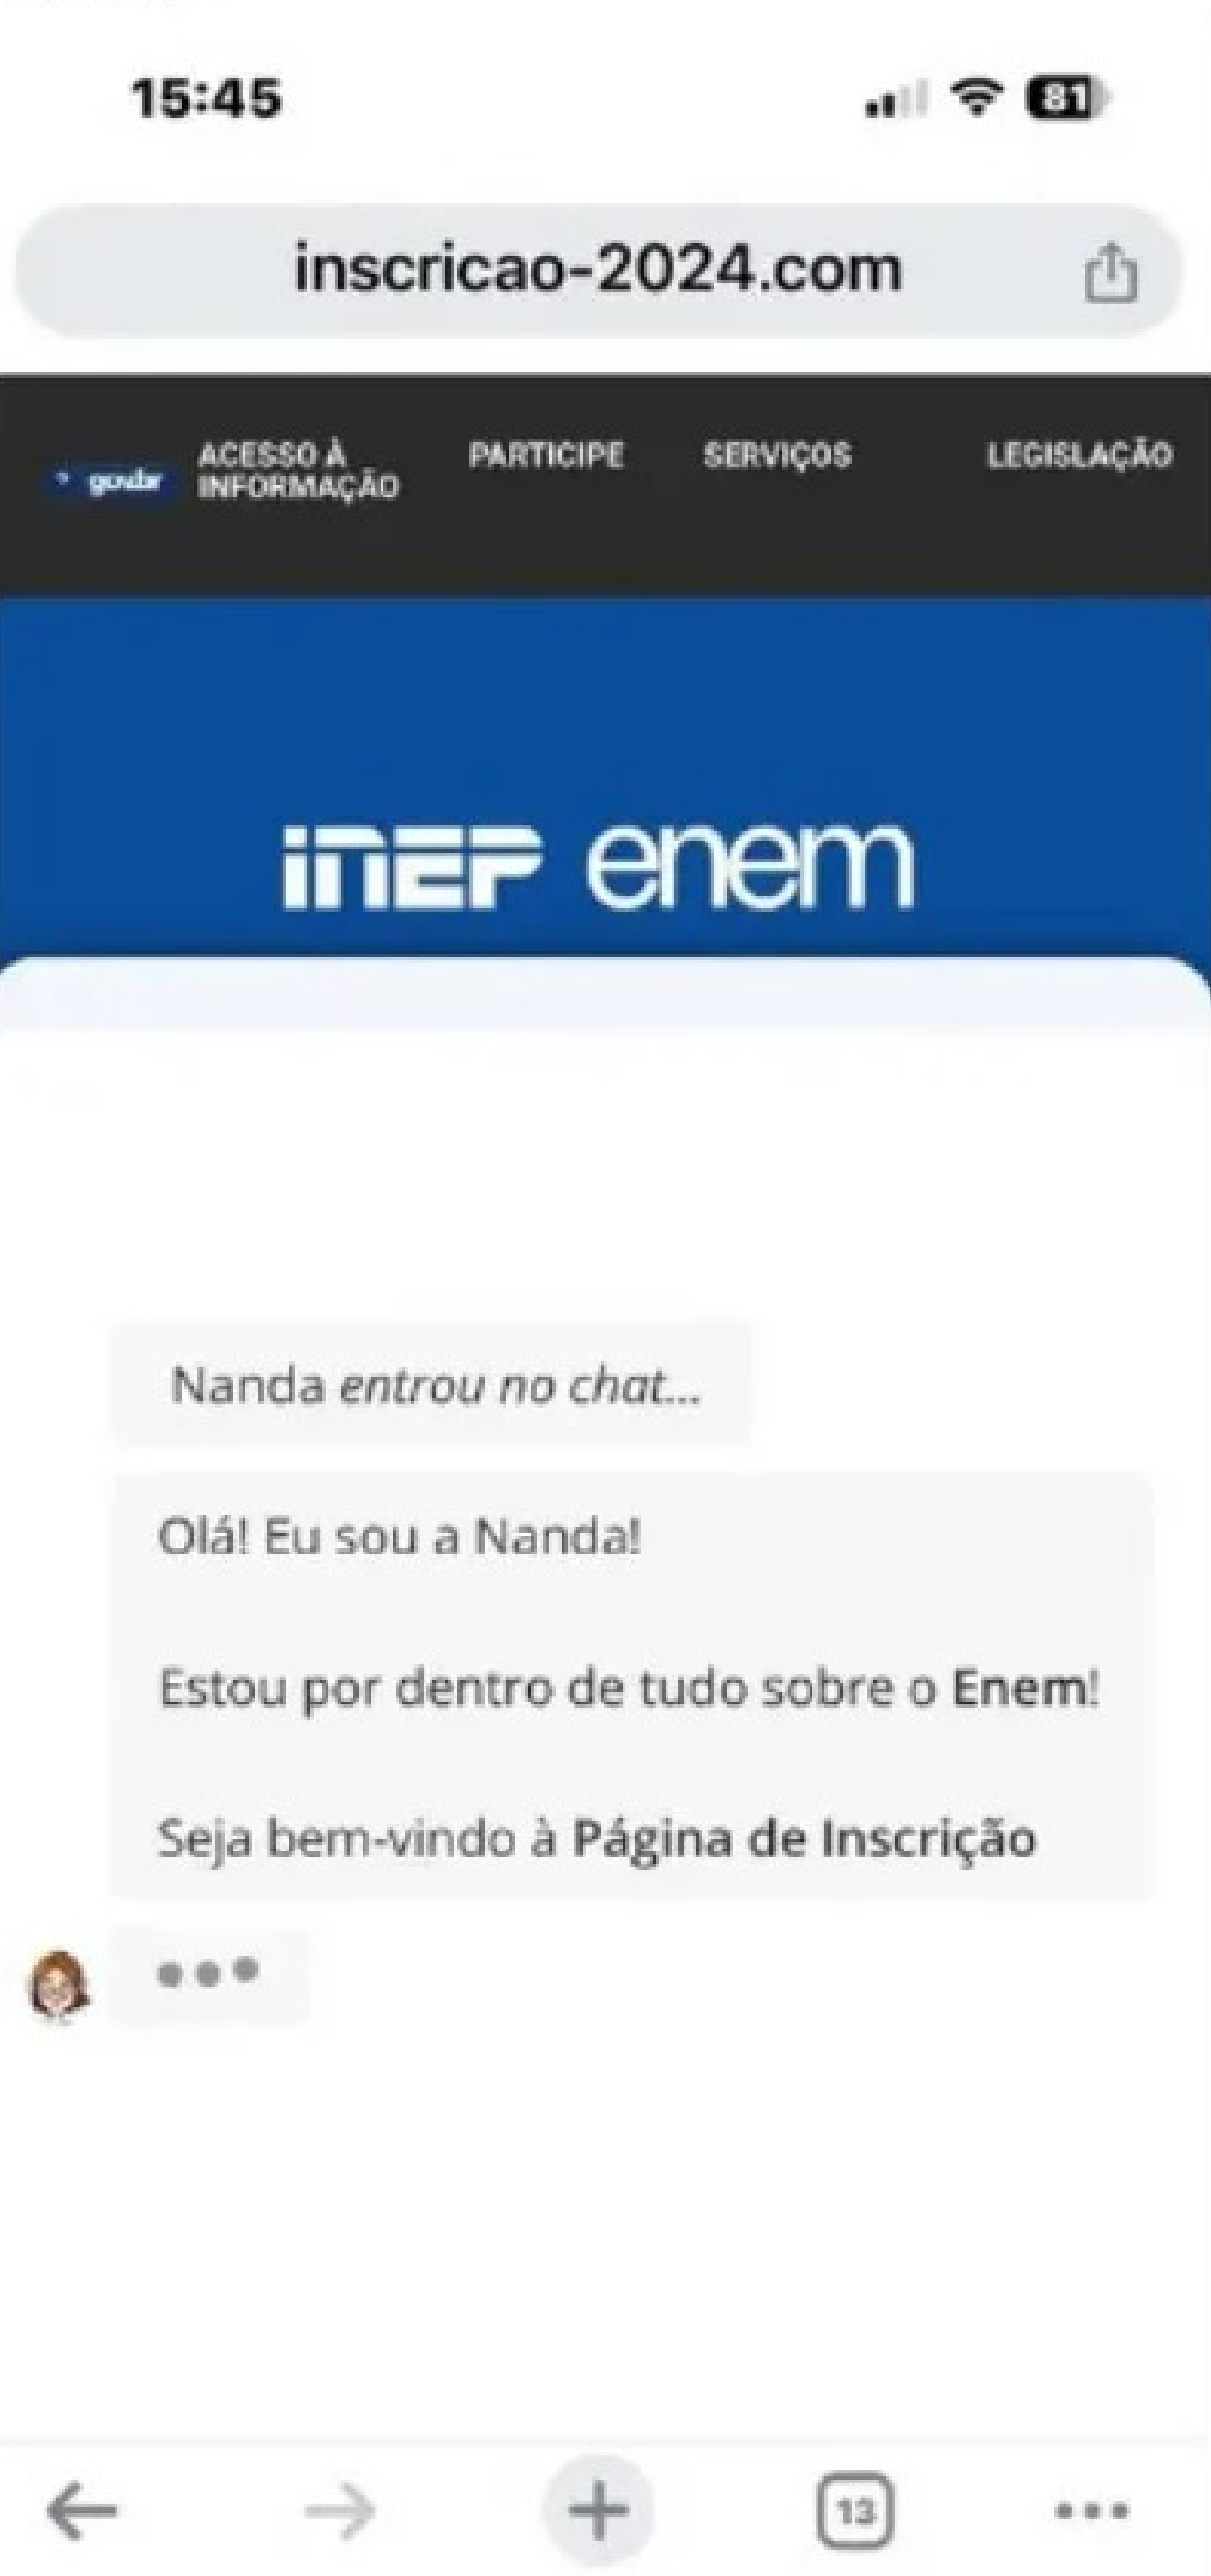 15:45
81
inscricao-2024.com
gov.br
ACESSO À
INFORMAÇÃO
PARTICIPE
SERVIÇOS
LEGISLAÇÃO
inep enem
Nanda entrou no chat...
Olá! Eu sou a Nanda!
Estou por dentro de tudo sobre o Enem!
Seja bem-vindo à Página de Inscrição
13